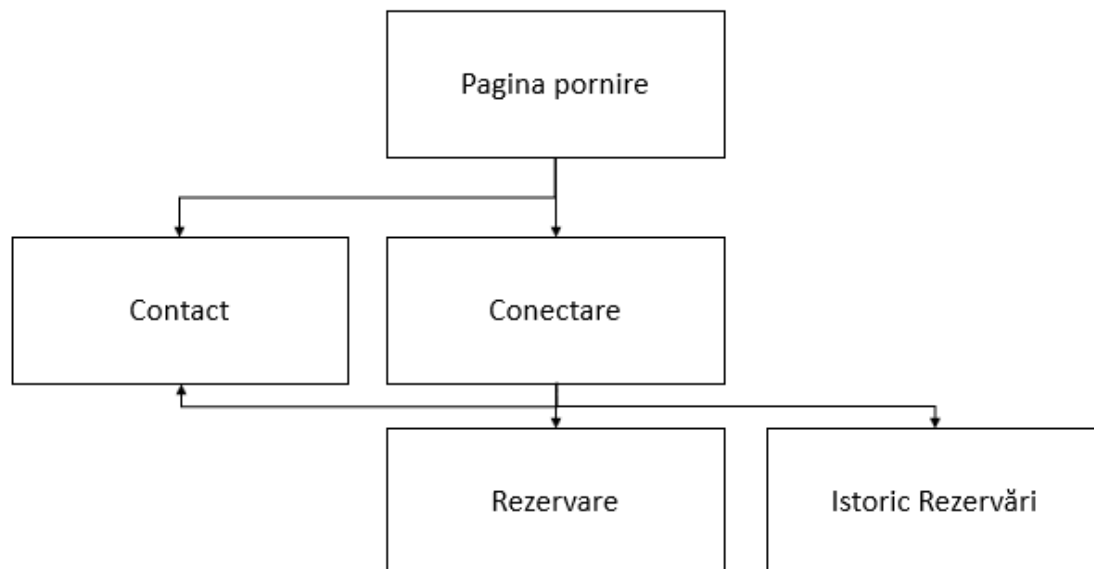 Pagina pornire
Contact
Conectare
Rezervare
Istoric Rezervări